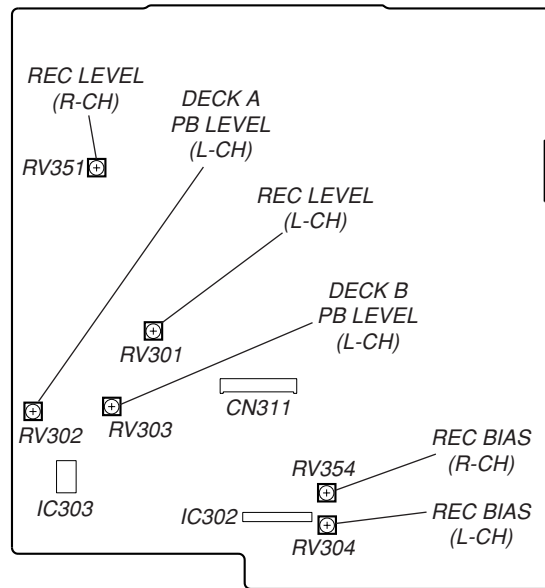 REC LEVEL
(R-CH)
DECK A
PB LEVEL
(L-CH)
RV351
REC LEVEL
(L-CH)
DECK B
PB LEVEL
(L-CH)
RV301
CN311
RV302
RV303
REC BIAS
(R-CH)
RV354
IC303
IC302
REC BIAS
(L-CH)
RV304